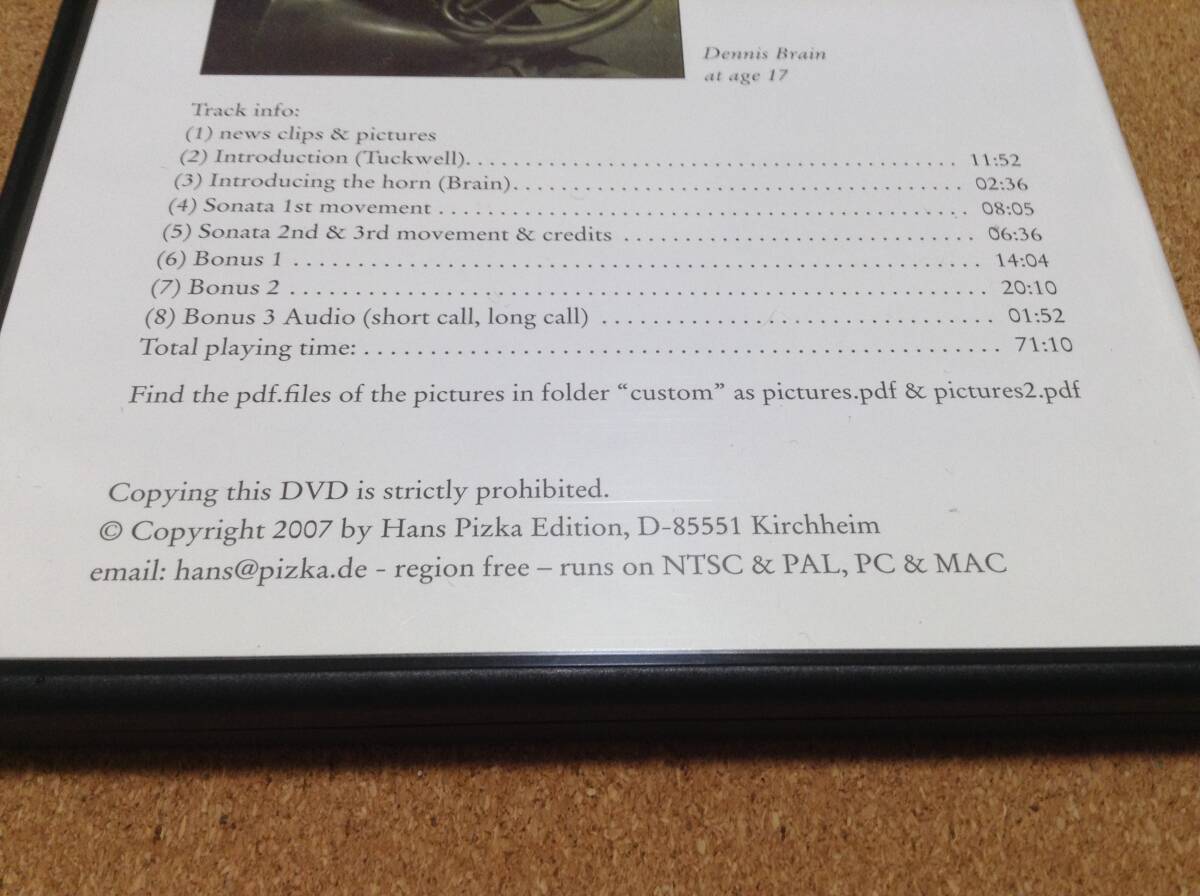 Dennis Brain
at age 17
Track info:
(1) news clips & pictures
(2) Introduction (Tuckwell). . . . . . . . . . . . . . . . . . . . . . . . . . . . . . . . . . . . . . . . 11:52
(3) Introducing the horn (Brain). . . . . . . . . . . . . . . . . . . . . . . . . . . . . . . . . . . . 02:36
(4) Sonata 1st movement . . . . . . . . . . . . . . . . . . . . . . . . . . . . . . . . . . . . . . . . . . 08:05
(5) Sonata 2nd & 3rd movement & credits . . . . . . . . . . . . . . . . . . . . . . . . . . . . 06:36
(6) Bonus 1 . . . . . . . . . . . . . . . . . . . . . . . . . . . . . . . . . . . . . . . . . . . . . . . . . . . . . . 14:04
(7) Bonus 2 . . . . . . . . . . . . . . . . . . . . . . . . . . . . . . . . . . . . . . . . . . . . . . . . . . . . . . 20:10
(8) Bonus 3 Audio (short call, long call) . . . . . . . . . . . . . . . . . . . . . . . . . . . . . . 01:52
Total playing time: . . . . . . . . . . . . . . . . . . . . . . . . . . . . . . . . . . . . . . . . . . . . . . . 71:10
Find the pdf.files of the pictures in folder “custom” as pictures.pdf & pictures2.pdf
Copying this DVD is strictly prohibited.
© Copyright 2007 by Hans Pizka Edition, D-85551 Kirchheim
email: hans@pizka.de - region free – runs on NTSC & PAL, PC & MAC